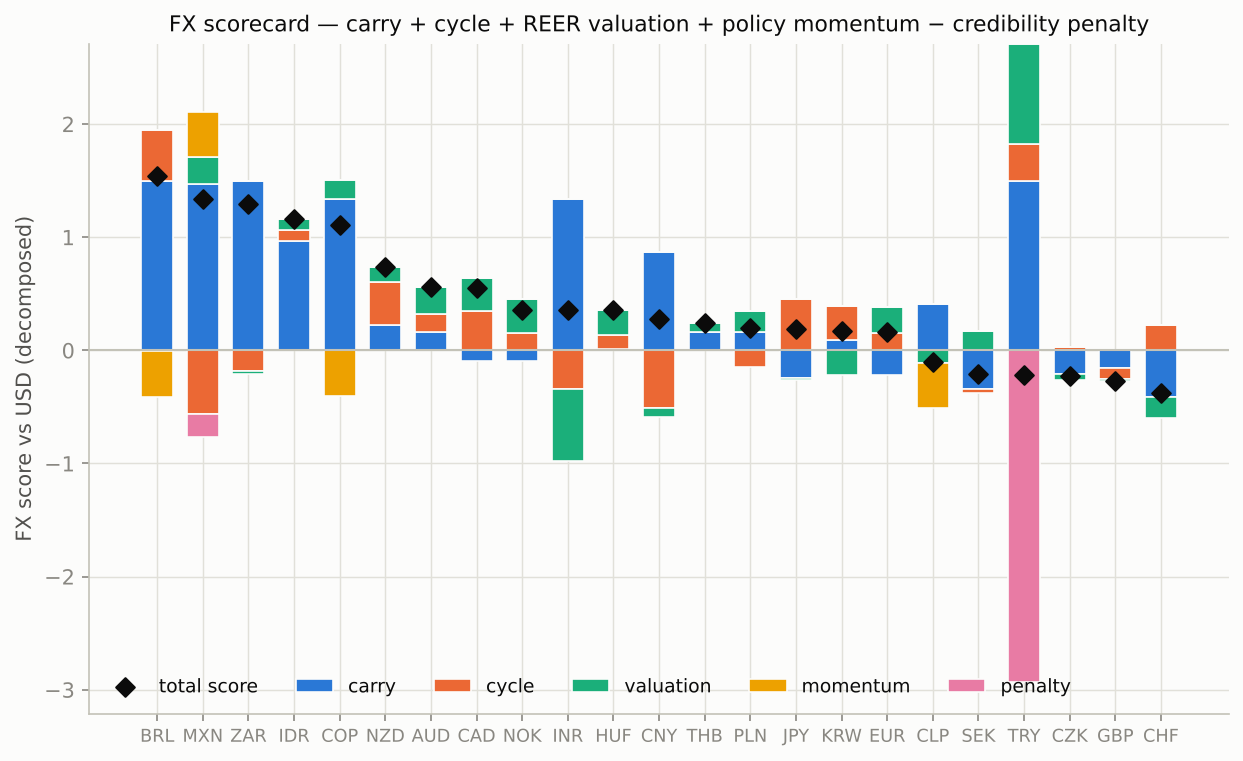 FX scorecard — carry + cycle + REER valuation + policy momentum − credibility penalty
FX score vs USD (decomposed)
2
1
0
−1
−2
−3
total score
carry
cycle
valuation
momentum
penalty
BRL MXN ZAR IDR COP NZD AUD CAD NOK INR HUF CNY THB PLN JPY KRW EUR CLP SEK TRY CZK GBP CHF